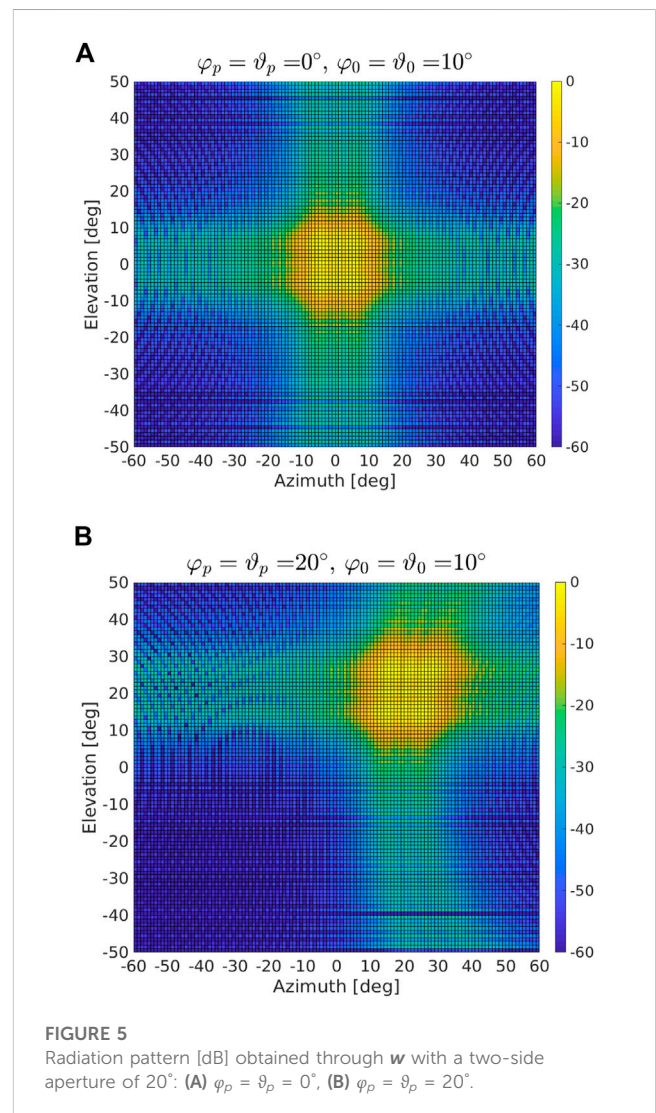 A
φp = ϑp =0°, φ0 = ϑ0 =10°
50
40
30
20
10
0
-10
-20
-30
-40
-50
Elevation [deg]
-60 -50 -40 -30 -20 -10 0 10 20 30 40 50 60
Azimuth [deg]
0
-10
-20
-30
-40
-50
-60
B
φp = ϑp =20°, φ0 = ϑ0 =10°
50
40
30
20
10
0
-10
-20
-30
-40
-50
Elevation [deg]
-60 -50 -40 -30 -20 -10 0 10 20 30 40 50 60
Azimuth [deg]
0
-10
-20
-30
-40
-50
-60
FIGURE 5
Radiation pattern [dB] obtained through w with a two-side
aperture of 20°: (A) φp = ϑp = 0°, (B) φp = ϑp = 20°.